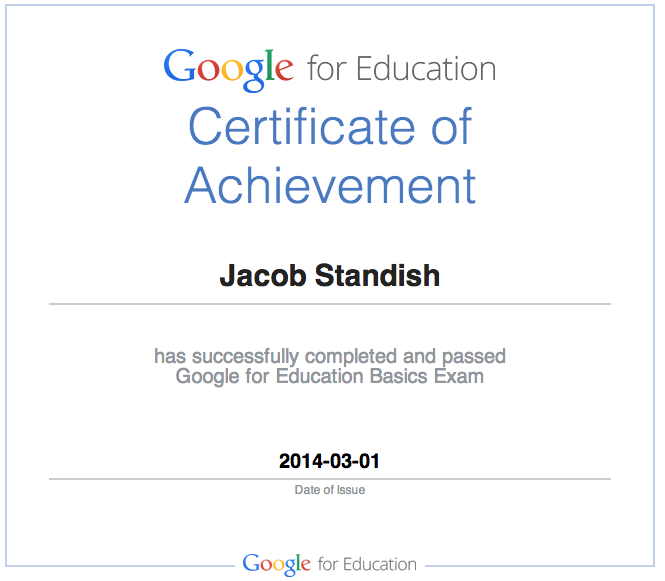 Google for Education
Certificate of
Achievement
Jacob Standish
has successfully completed and passed
Google for Education Basics Exam
2014-03-01
Date of Issue
Google for Education